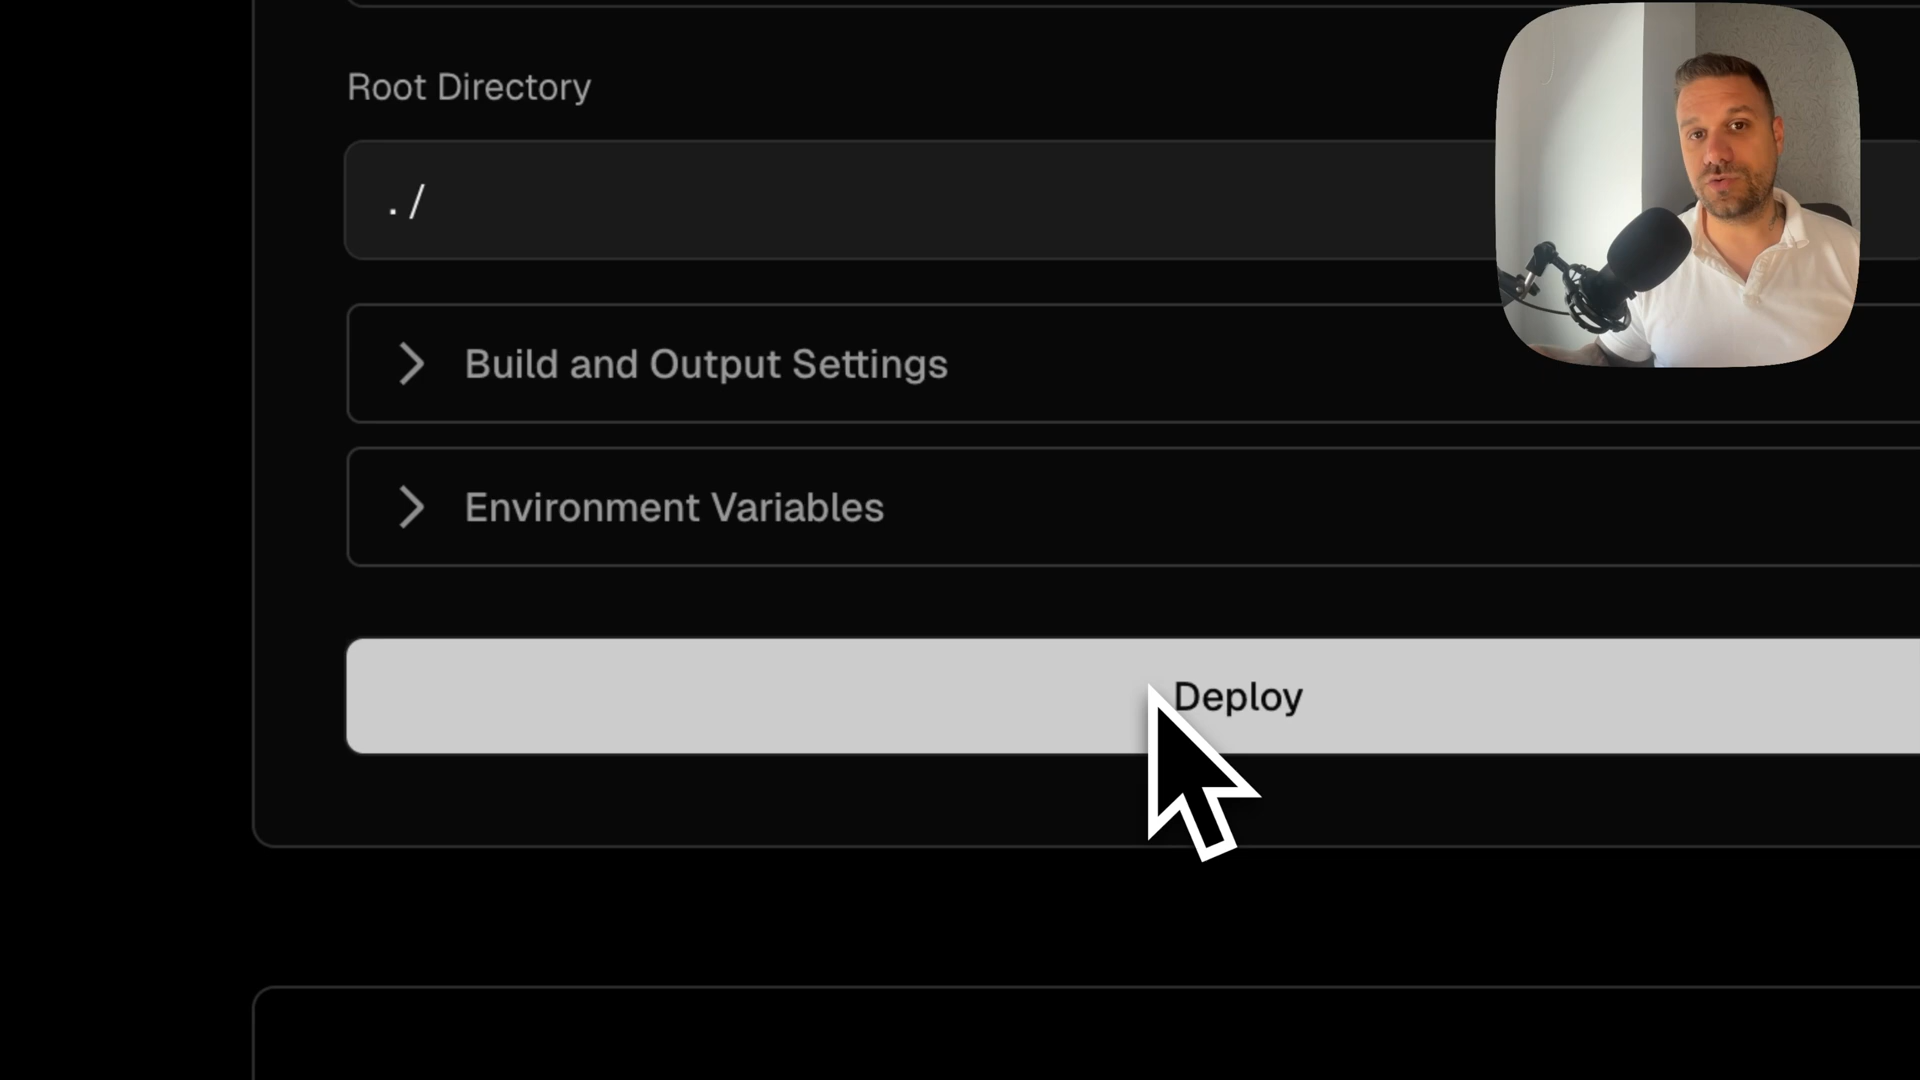 Root Directory
./
Build and Output Settings
Environment Variables
Deploy